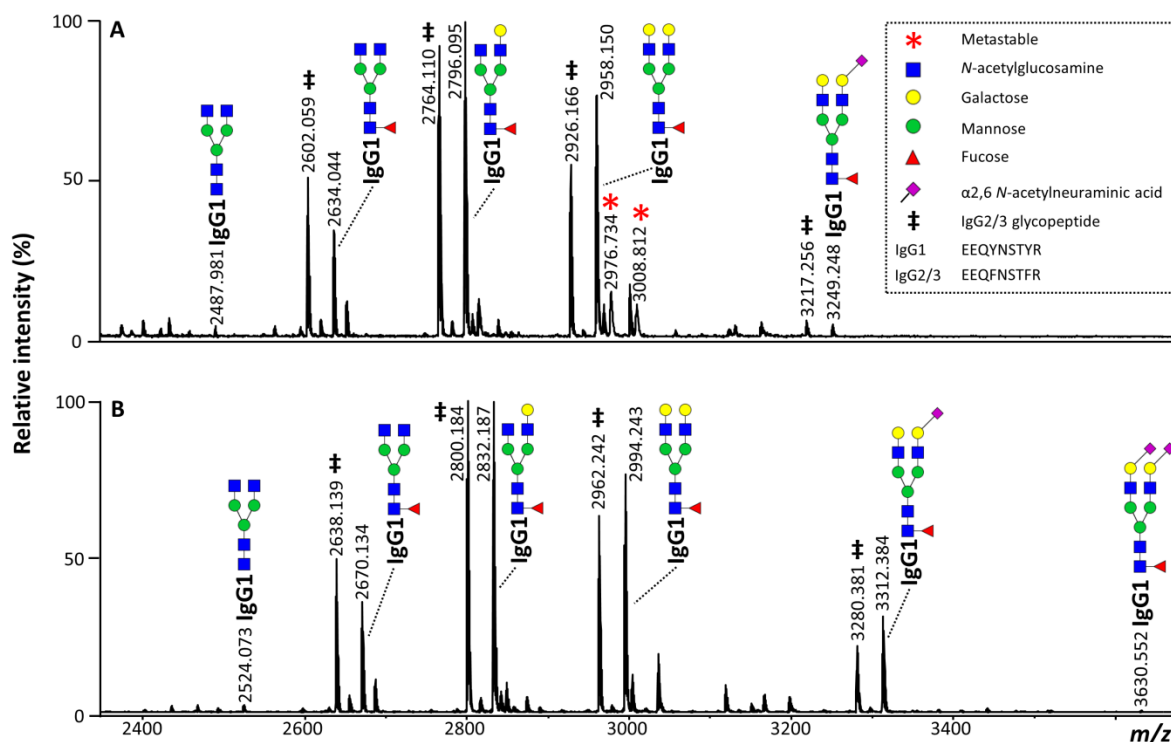 A
B
100
50
0
100
50
0
Relative intensity (%)
2487.981 IgG1
2602.059 ‡
2634.044
IgG1
2764.110 ‡
2796.095
IgG1
2926.166 ‡
2958.150
IgG1
2976.734 *
3008.812 *
3217.256 ‡
3249.248 IgG1
* Metastable
N-acetylglucosamine
Galactose
Mannose
Fucose
α2,6 N-acetylneuraminic acid
‡ IgG2/3 glycopeptide
IgG1 EEQYNSTYR
IgG2/3 EEQFNSTFR
2524.073 IgG1
2638.139 ‡
2670.134
IgG1
‡
2800.184
2832.187
IgG1
2962.242 ‡
2994.243
IgG1
3280.381 ‡
3312.384
IgG1
3630.552 IgG1
2400 2600 2800 3000 3200 3400 m/z